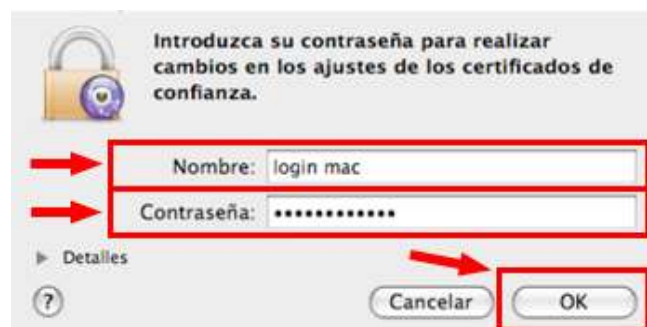 Introduzca su contraseña para realizar
cambios en los ajustes de los certificados de
confianza.
Nombre: login mac
Contraseña: ••••••••••••
Detalles
?
Cancelar
OK